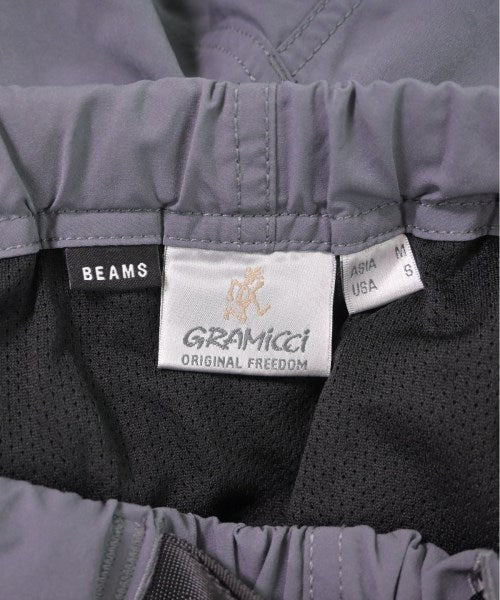 BEAMS
GRAMiCCi
ORIGINAL FREEDOM
ASIA M
USA S